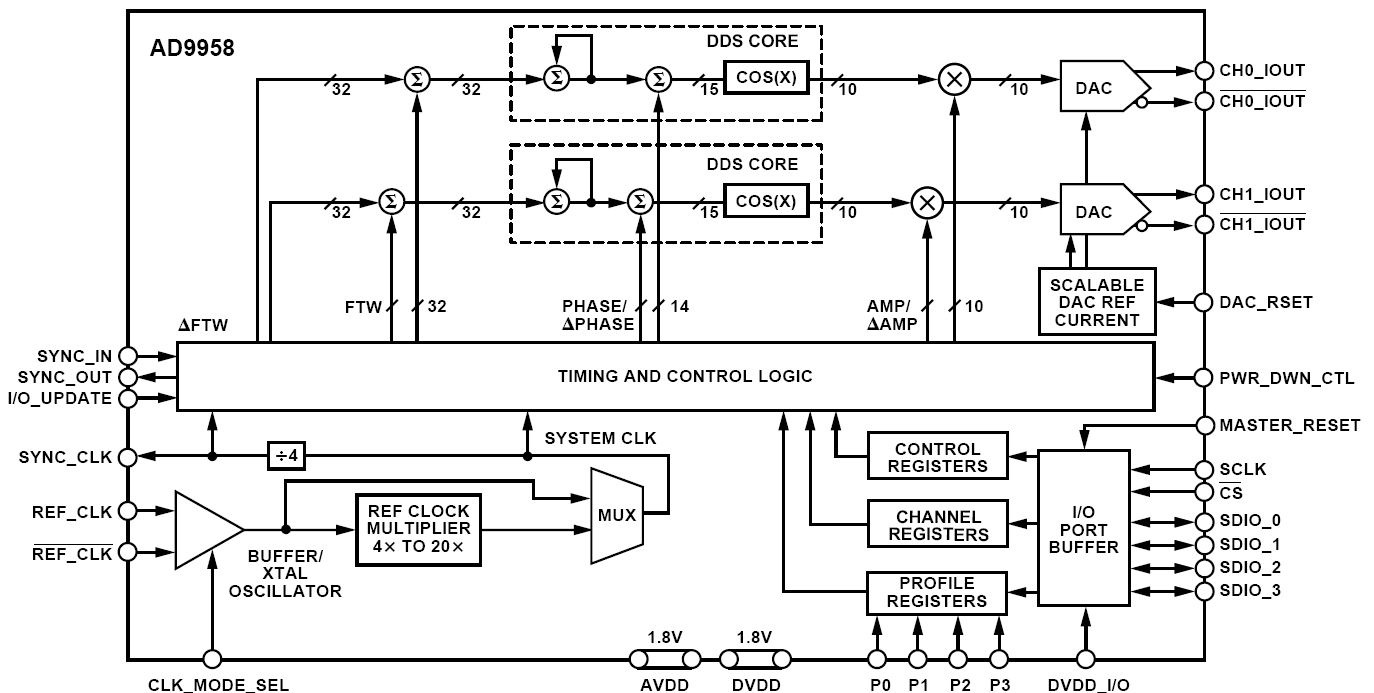 AD9958
DDS CORE
Σ Σ Σ COS(X) × DAC
32 32 15 10 10
CH0_IOUT
CH0_IOUT
DDS CORE
Σ Σ Σ COS(X) × DAC
32 32 15 10 10
CH1_IOUT
CH1_IOUT
SCALABLE
DAC REF
CURRENT
DAC_RSET
ΔFTW
FTW 32
PHASE/
ΔPHASE
14
AMP/
ΔAMP
10
SYNC_IN
SYNC_OUT
I/O_UPDATE
TIMING AND CONTROL LOGIC
PWR_DWN_CTL
MASTER_RESET
SYNC_CLK
÷4
SYSTEM CLK
REF_CLK
REF_CLK
BUFFER/
XTAL
OSCILLATOR
REF CLOCK
MULTIPLIER
4× TO 20×
MUX
CONTROL
REGISTERS
CHANNEL
REGISTERS
PROFILE
REGISTERS
I/O
PORT
BUFFER
SCLK
CS
SDIO_0
SDIO_1
SDIO_2
SDIO_3
1.8V 1.8V
CLK_MODE_SEL AVDD DVDD P0 P1 P2 P3 DVDD_I/O